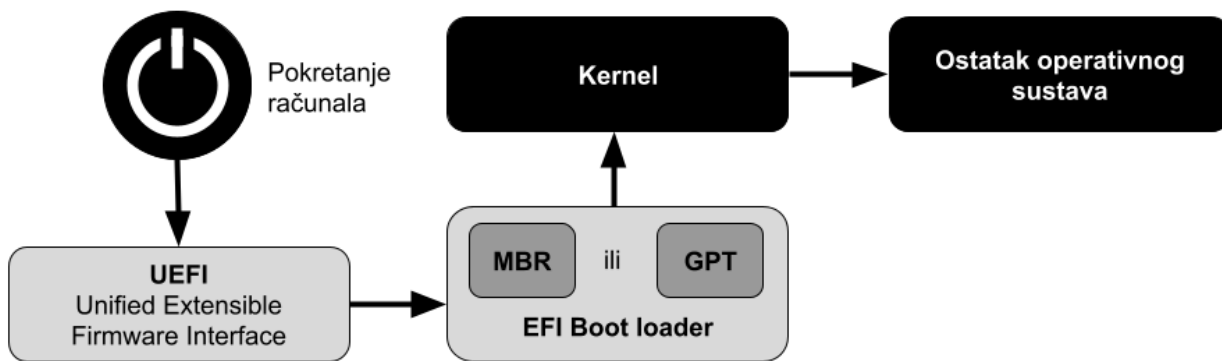 Pokretanje
računala
UEFI
Unified Extensible
Firmware Interface
MBR ili GPT
EFI Boot loader
Kernel
Ostatak operativnog
sustava